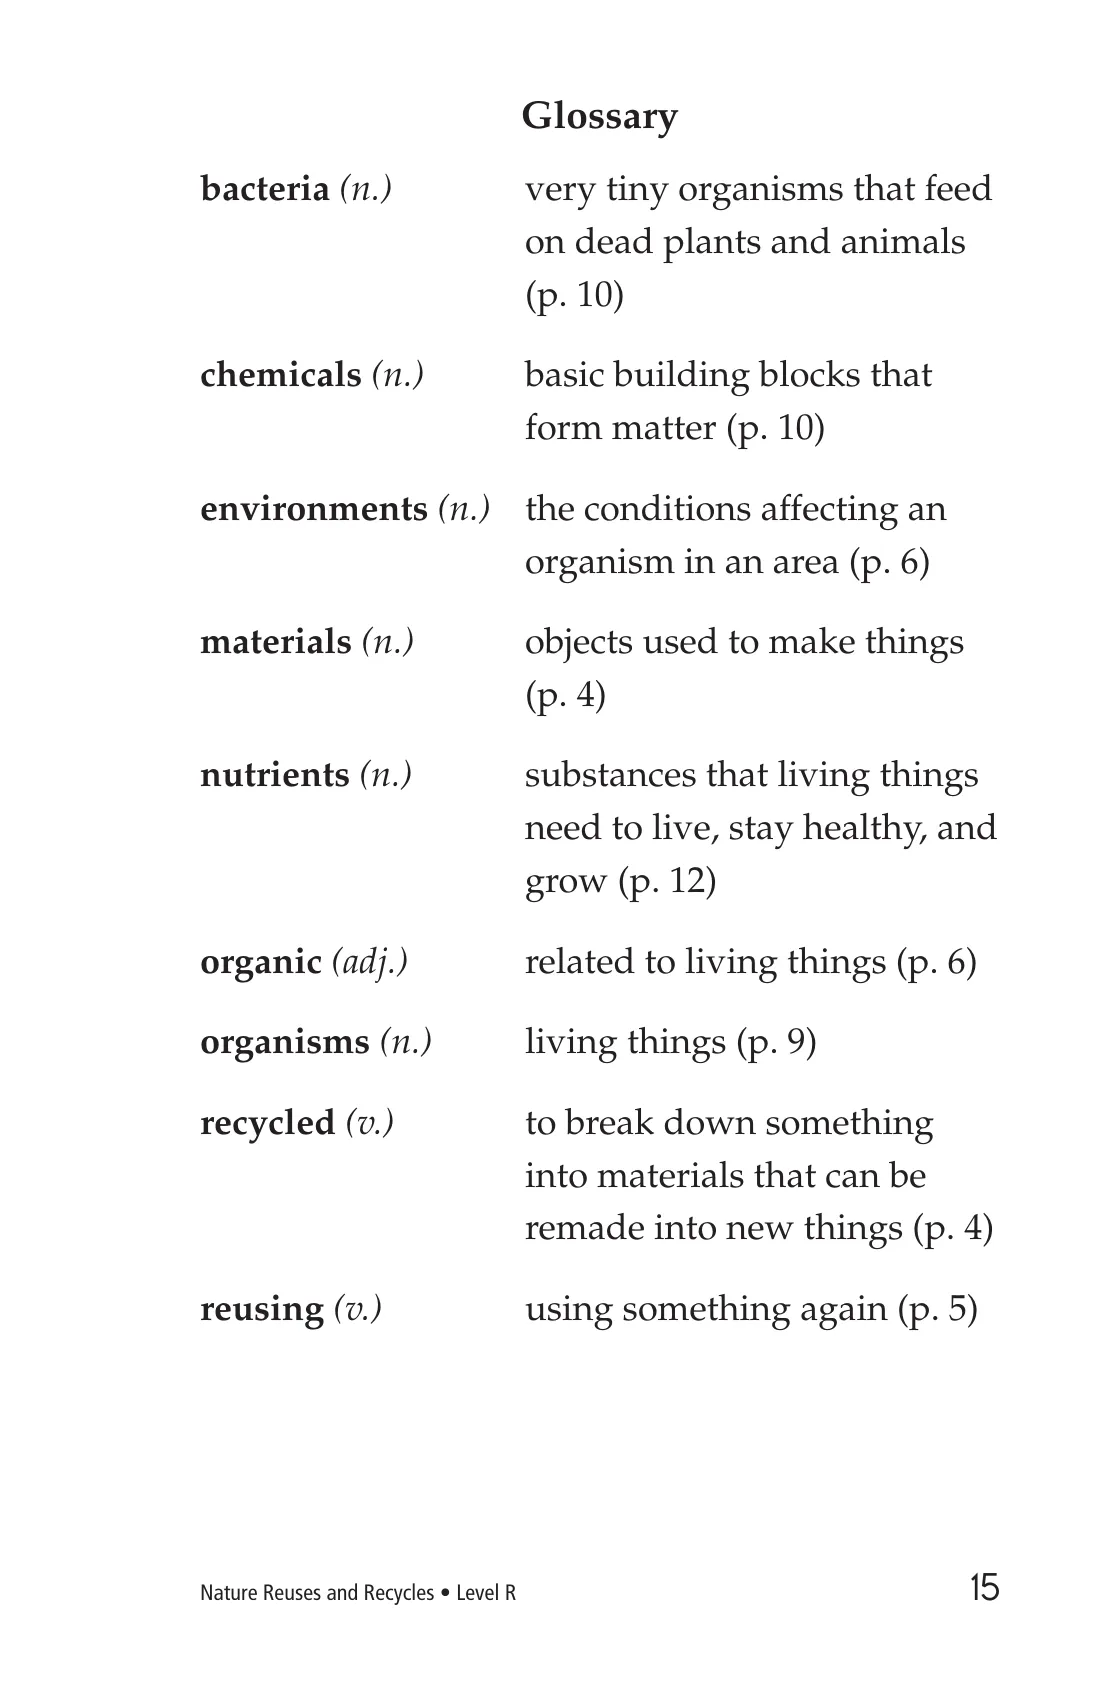 Glossary
bacteria (n.) very tiny organisms that feed
on dead plants and animals
(p. 10)
chemicals (n.) basic building blocks that
form matter (p. 10)
environments (n.) the conditions affecting an
organism in an area (p. 6)
materials (n.) objects used to make things
(p. 4)
nutrients (n.) substances that living things
need to live, stay healthy, and
grow (p. 12)
organic (adj.) related to living things (p. 6)
organisms (n.) living things (p. 9)
recycled (v.) to break down something
into materials that can be
remade into new things (p. 4)
reusing (v.) using something again (p. 5)
Nature Reuses and Recycles • Level R 15